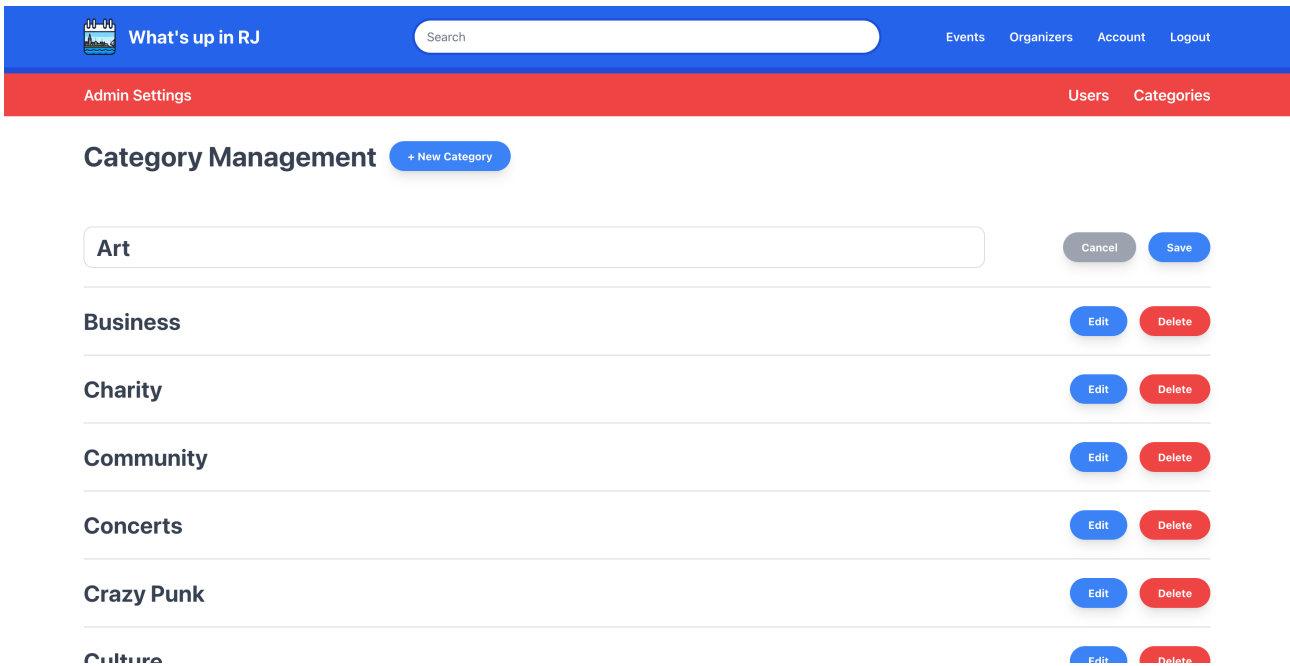 What's up in RJ
Search
Events Organizers Account Logout
Admin Settings
Users Categories
Category Management + New Category
Art Cancel Save
Business Edit Delete
Charity Edit Delete
Community Edit Delete
Concerts Edit Delete
Crazy Punk Edit Delete
Culture Edit Delete